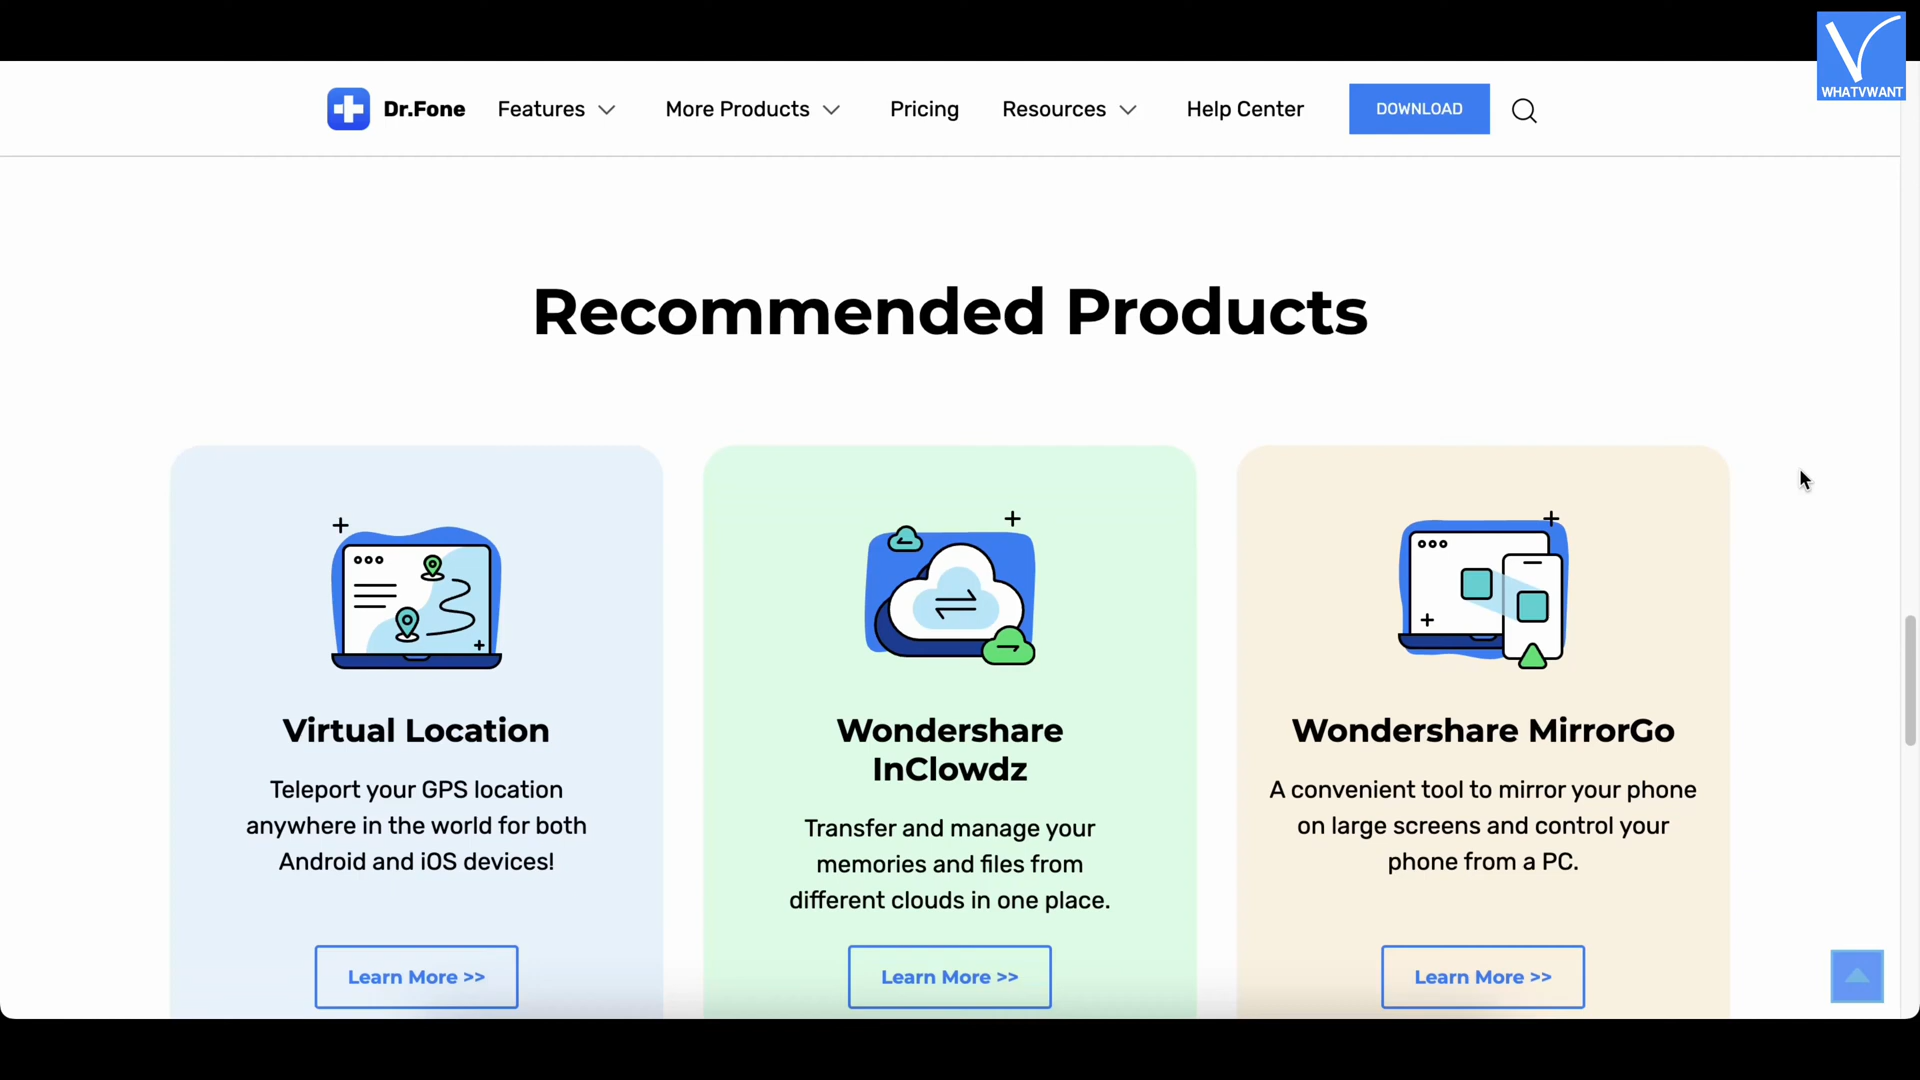 WHATVWANT
Dr.Fone Features More Products Pricing Resources Help Center DOWNLOAD
Recommended Products
Virtual Location
Teleport your GPS location
anywhere in the world for both
Android and iOS devices!
Learn More >>
Wondershare
InClowdz
Transfer and manage your
memories and files from
different clouds in one place.
Learn More >>
Wondershare MirrorGo
A convenient tool to mirror your phone
on large screens and control your
phone from a PC.
Learn More >>